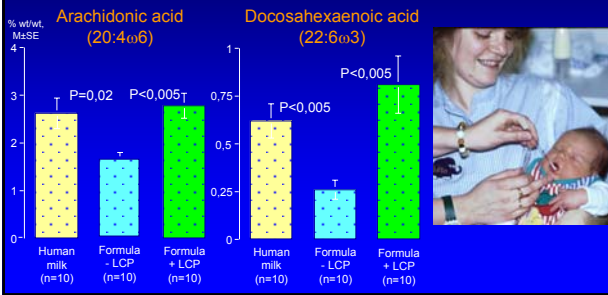 % wt/wt,
M±SE
Arachidonic acid
(20:4ω6)
4
3
2
1
0
P=0,02
P<0,005
Human
milk
(n=10)
Formula
- LCP
(n=10)
Formula
+ LCP
(n=10)
Docosahexaenoic acid
(22:6ω3)
1
0,75
0,5
0,25
0
P<0,005
P<0,005
Human
milk
(n=10)
Formula
- LCP
(n=10)
Formula
+ LCP
(n=10)